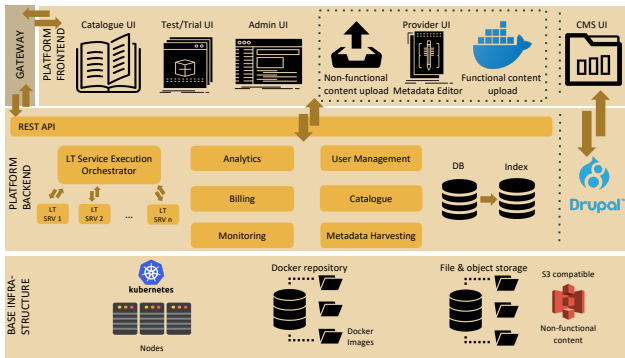 GATEWAY
PLATFORM
FRONTEND
Catalogue UI
Test/Trial UI
Admin UI
Provider UI
Non-functional
content upload
Metadata Editor
Functional content
upload
CMS UI
REST API
PLATFORM
BACKEND
LT Service Execution
Orchestrator
LT
SRV 1
LT
SRV 2
...
LT
SRV n
Analytics
Billing
Monitoring
User Management
Catalogue
Metadata Harvesting
DB
Index
Drupal™
BASE INFRA-
STRUCTURE
kubernetes
Nodes
Docker repository
Docker
Images
File & object storage
S3 compatible
Non-functional
content